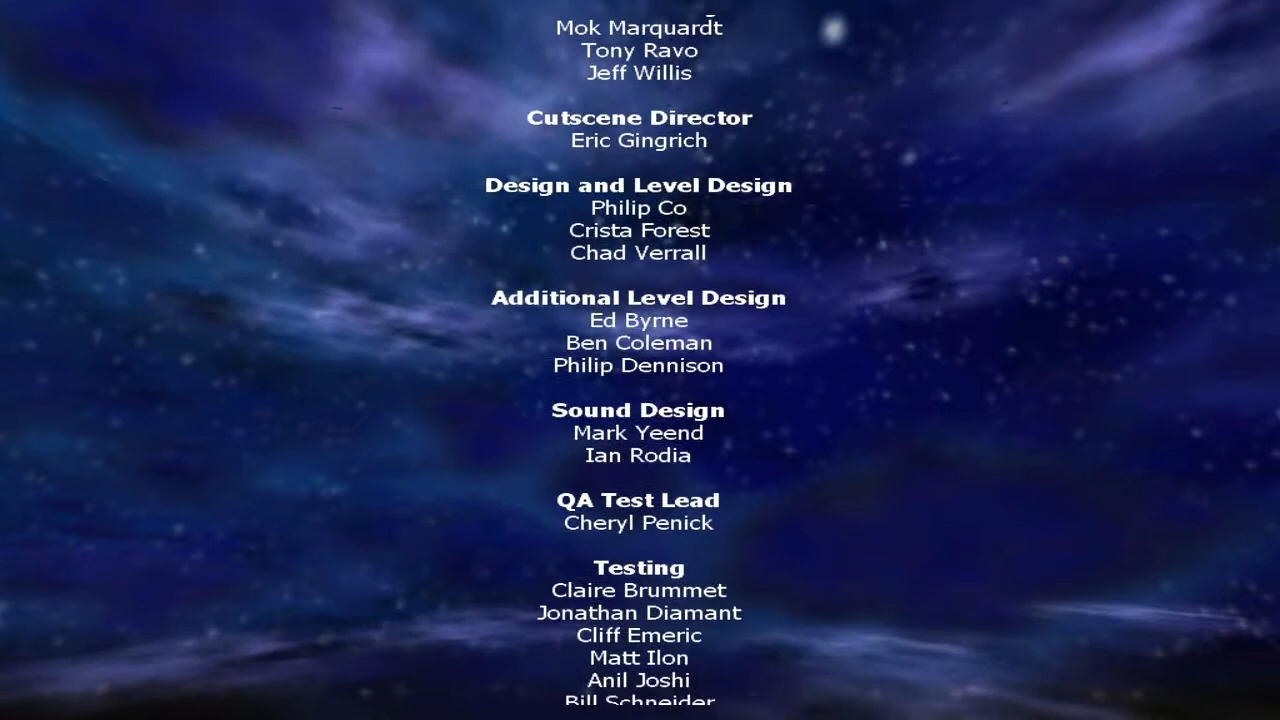 Mok Marquardt
Tony Ravo
Jeff Willis
Cutscene Director
Eric Gingrich
Design and Level Design
Philip Co
Crista Forest
Chad Verrall
Additional Level Design
Ed Byrne
Ben Coleman
Philip Dennison
Sound Design
Mark Yeend
Ian Rodia
QA Test Lead
Cheryl Penick
Testing
Claire Brummet
Jonathan Diamant
Cliff Emeric
Matt Ilon
Anil Joshi
Bill Schneider